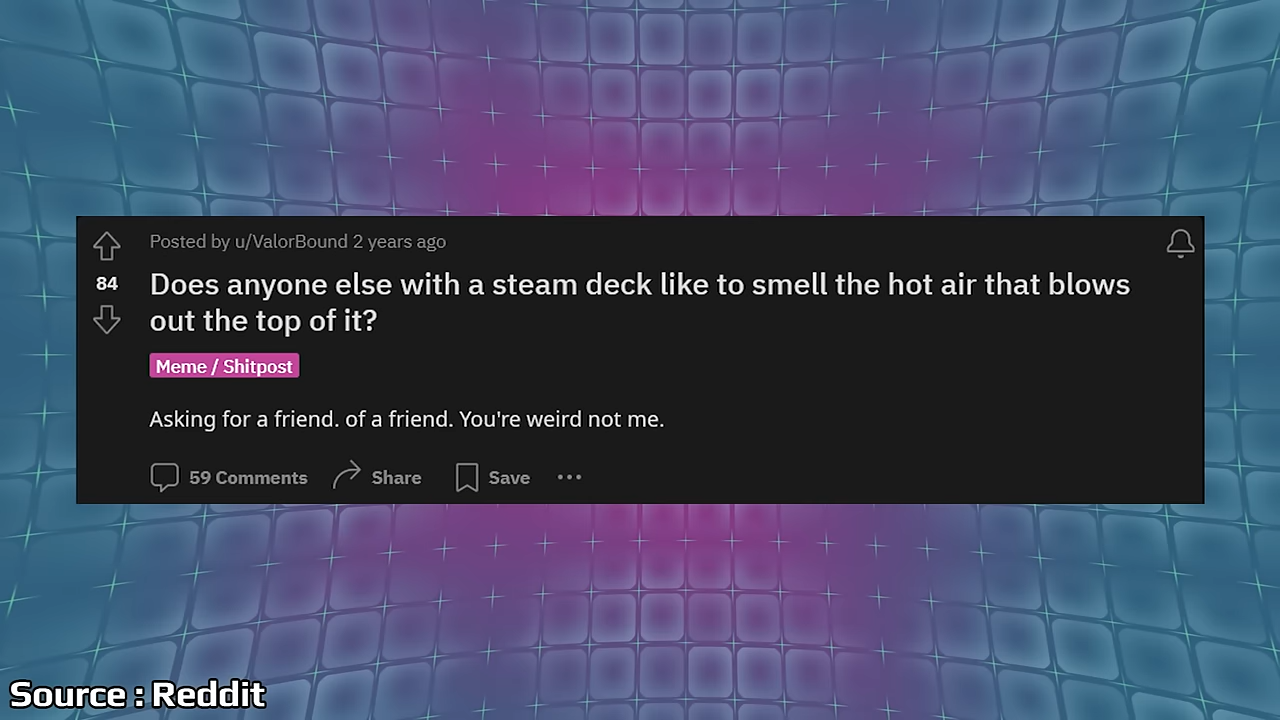 Posted by u/ValorBound 2 years ago
84
Does anyone else with a steam deck like to smell the hot air that blows
out the top of it?
Meme / Shitpost
Asking for a friend. of a friend. You're weird not me.
59 Comments Share Save
Source : Reddit